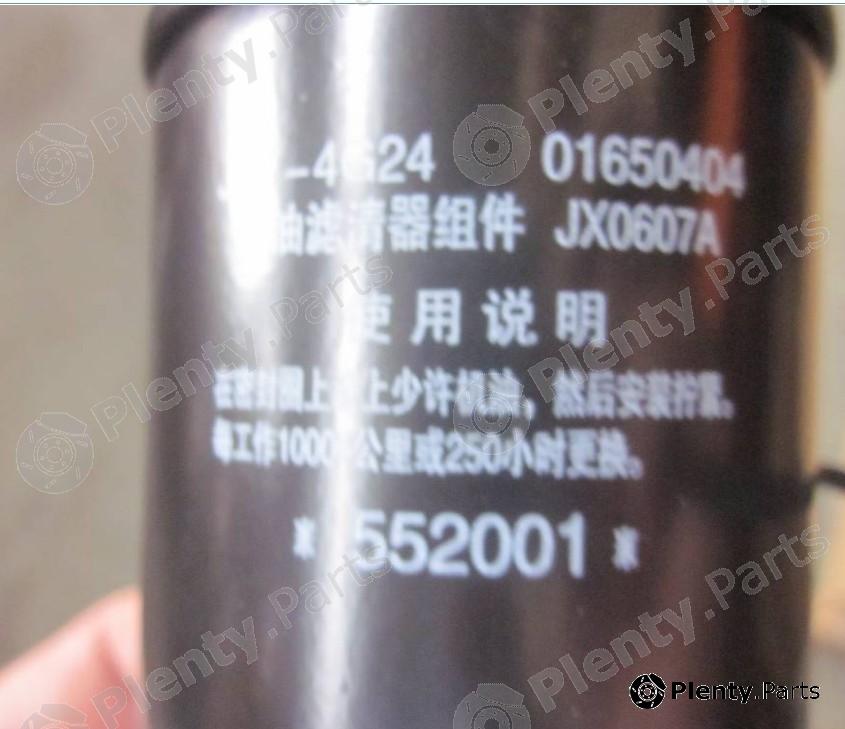 -4G24 01650404
油滤清器组件 JX0607A
使用说明
在密封圈上 上少许机油，然后安装拧紧。
每工作1000 公里或250小时更换。
*552001*
Plenty.Parts